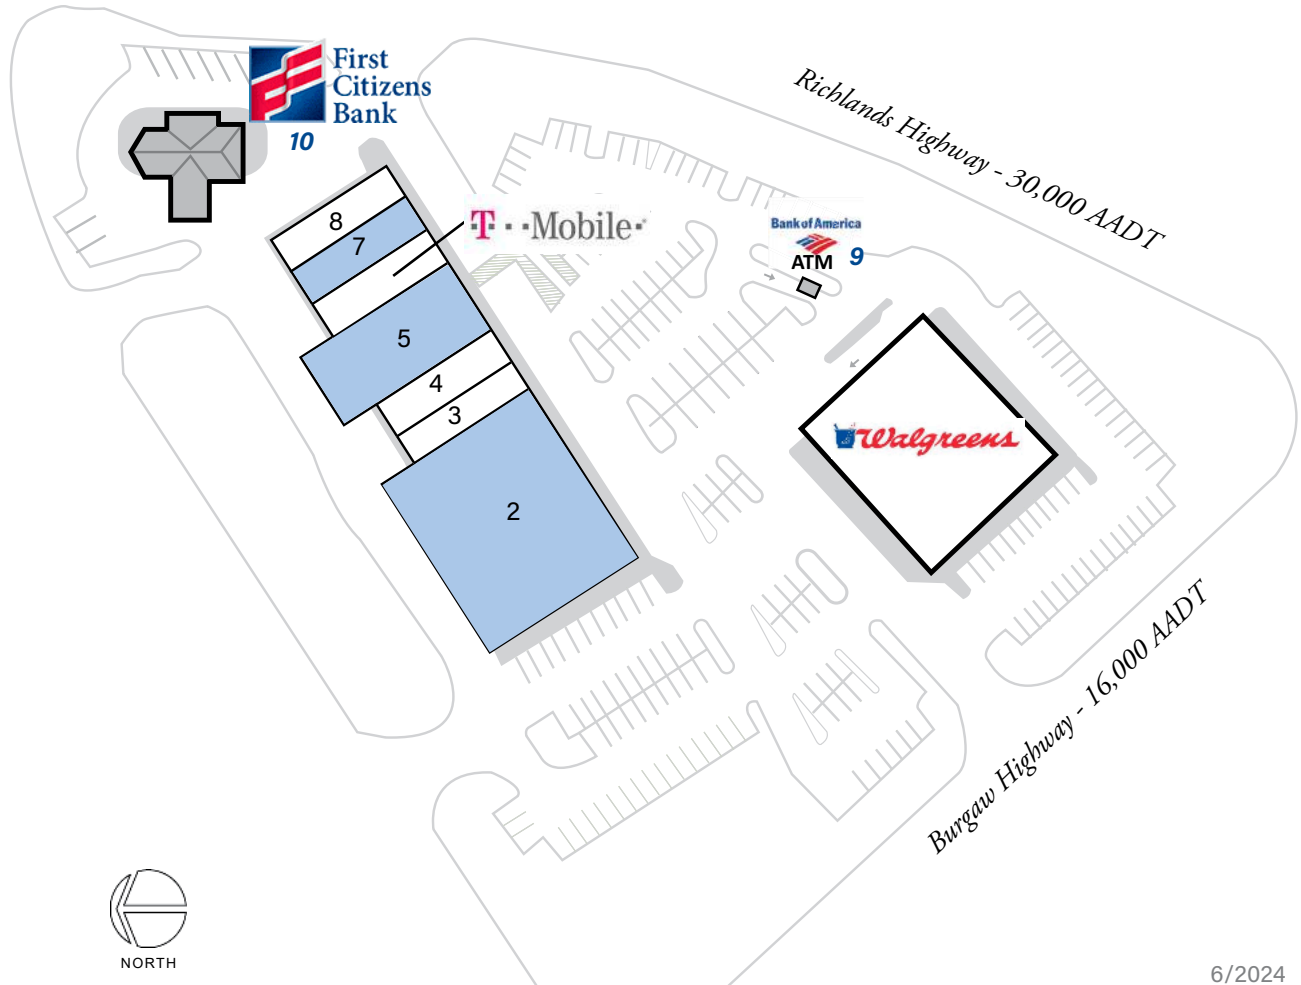 First
Citizens
Bank
10
Richlands Highway - 30,000 AADT
8
7
T··Mobile·
Bank of America
ATM
9
5
4
3
Walgreens
2
Burgaw Highway - 16,000 AADT
NORTH
6/2024